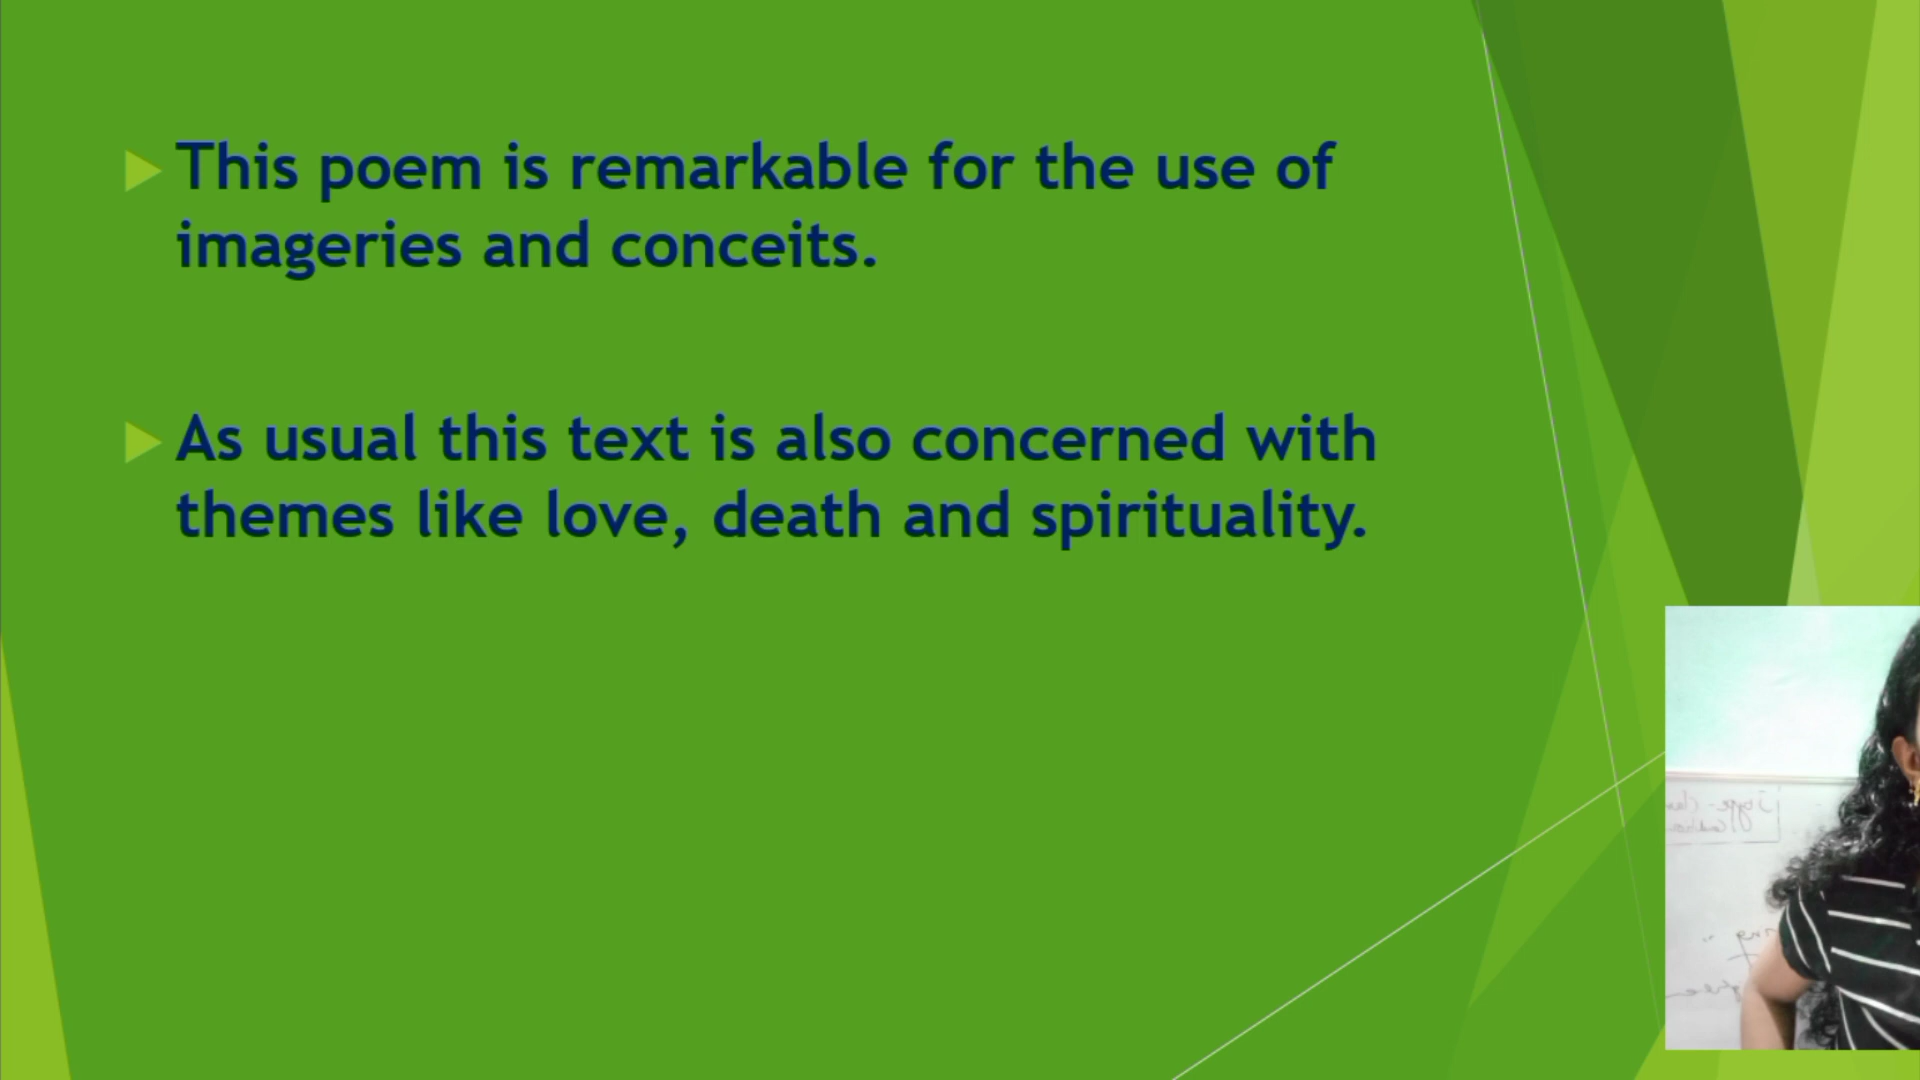 This poem is remarkable for the use of
imageries and conceits.
As usual this text is also concerned with
themes like love, death and spirituality.